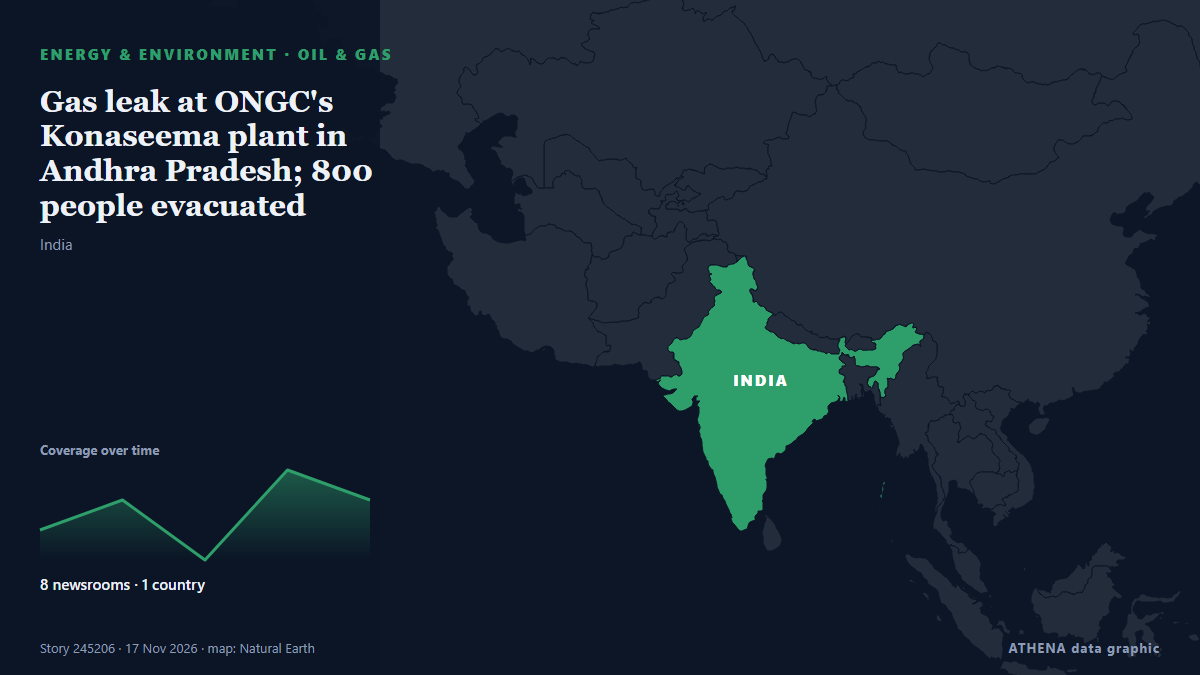 ENERGY & ENVIRONMENT · OIL & GAS
Gas leak at ONGC's
Konaseema plant in
Andhra Pradesh; 800
people evacuated
India
INDIA
Coverage over time
8 newsrooms · 1 country
Story 245206 · 17 Nov 2026 · map: Natural Earth
ATHENA data graphic